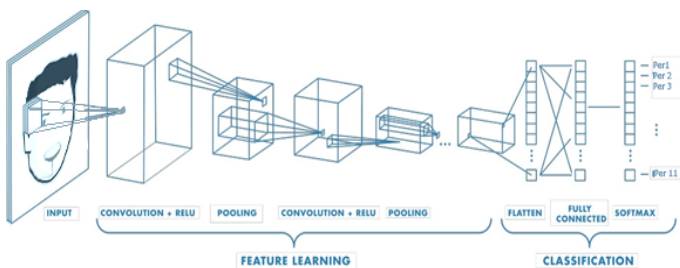 Per1
Per 2
Per 3
Per 11
INPUT
CONVOLUTION + RELU
POOLING
CONVOLUTION + RELU
POOLING
FLATTEN
FULLY
CONNECTED
SOFTMAX
FEATURE LEARNING
CLASSIFICATION